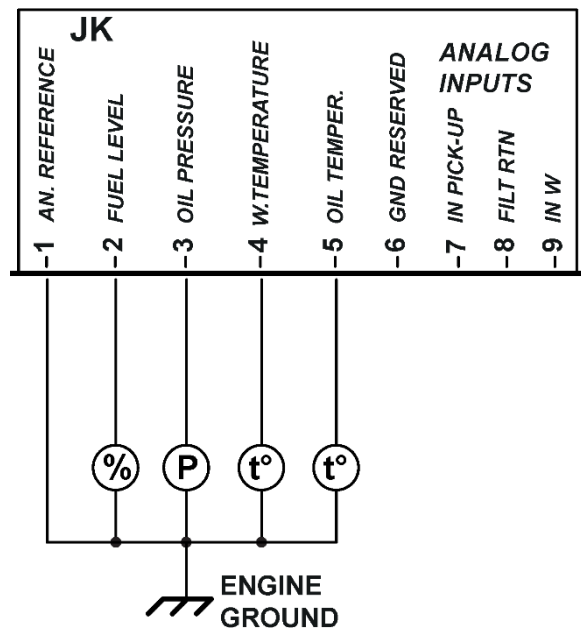 JK
ANALOG
INPUTS
1 AN. REFERENCE
2 FUEL LEVEL
3 OIL PRESSURE
4 W.TEMPERATURE
5 OIL TEMPER.
6 GND RESERVED
7 IN PICK-UP
8 FILT RTN
9 IN W
%
P
t°
t°
ENGINE
GROUND